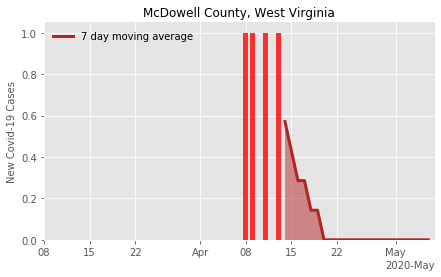 McDowell County, West Virginia
7 day moving average
New Covid-19 Cases
1.0
0.8
0.6
0.4
0.2
0.0
08 15 22 Apr 08 15 22 May
2020-May